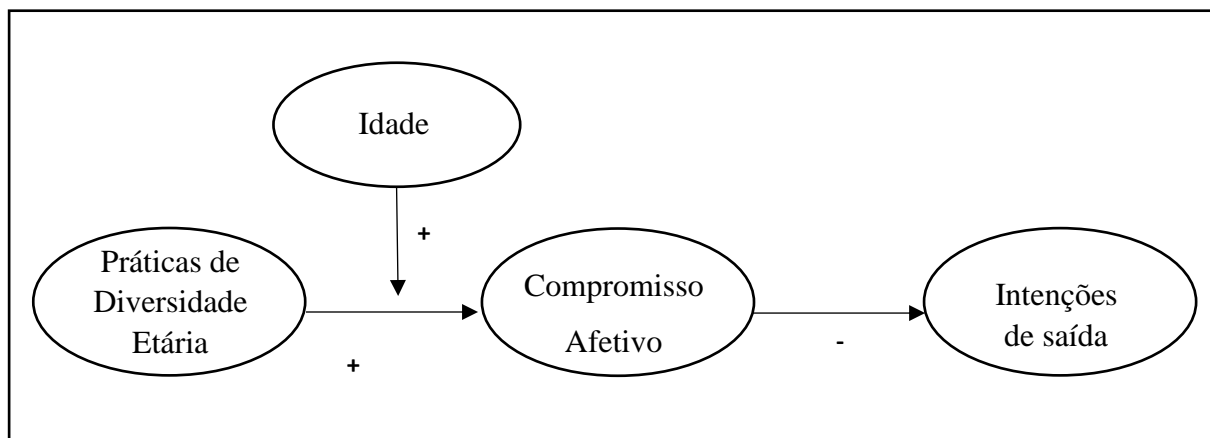 Idade
+
Práticas de
Diversidade
Etária
+
Compromisso
Afetivo
-
Intenções
de saída